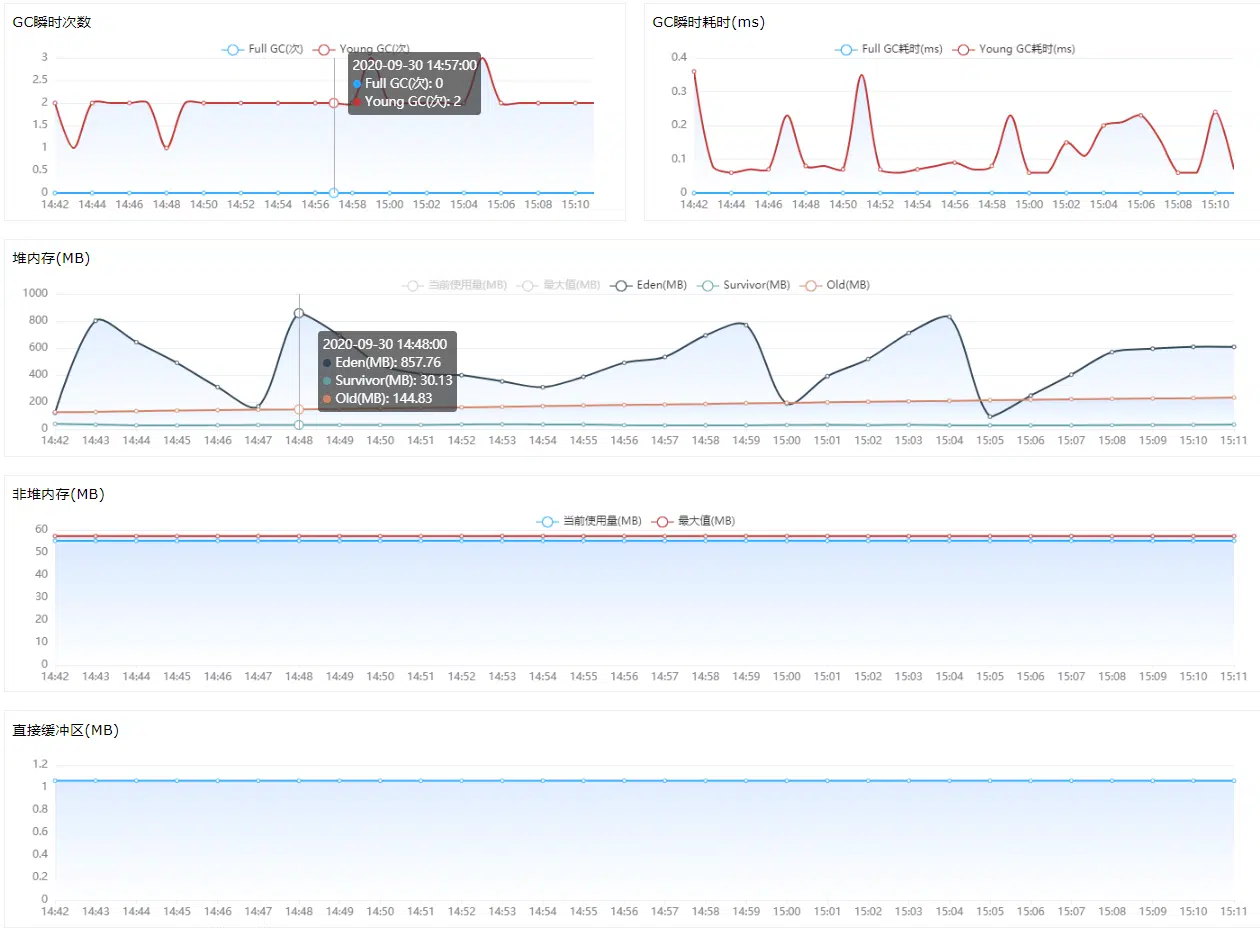 GC瞬时次数
Full GC(次) Young GC(次)
3
2.5
2
1.5
1
0.5
0
14:42 14:44 14:46 14:48 14:50 14:52 14:54 14:56 14:58 15:00 15:02 15:04 15:06 15:08 15:10
2020-09-30 14:57:00
Full GC(次): 0
Young GC(次): 2
GC瞬时耗时(ms)
Full GC耗时(ms) Young GC耗时(ms)
0.4
0.3
0.2
0.1
0
14:42 14:44 14:46 14:48 14:50 14:52 14:54 14:56 14:58 15:00 15:02 15:04 15:06 15:08 15:10
堆内存(MB)
当前使用量(MB) 最大值(MB) Eden(MB) Survivor(MB) Old(MB)
1000
800
600
400
200
0
2020-09-30 14:48:00
Eden(MB): 857.76
Survivor(MB): 30.13
Old(MB): 144.83
14:42 14:43 14:44 14:45 14:46 14:47 14:48 14:49 14:50 14:51 14:52 14:53 14:54 14:55 14:56 14:57 14:58 14:59 15:00 15:01 15:02 15:03 15:04 15:05 15:06 15:07 15:08 15:09 15:10 15:11
非堆内存(MB)
当前使用量(MB) 最大值(MB)
60
50
40
30
20
10
0
14:42 14:43 14:44 14:45 14:46 14:47 14:48 14:49 14:50 14:51 14:52 14:53 14:54 14:55 14:56 14:57 14:58 14:59 15:00 15:01 15:02 15:03 15:04 15:05 15:06 15:07 15:08 15:09 15:10 15:11
直接缓冲区(MB)
1.2
1
0.8
0.6
0.4
0.2
0
14:42 14:43 14:44 14:45 14:46 14:47 14:48 14:49 14:50 14:51 14:52 14:53 14:54 14:55 14:56 14:57 14:58 14:59 15:00 15:01 15:02 15:03 15:04 15:05 15:06 15:07 15:08 15:09 15:10 15:11